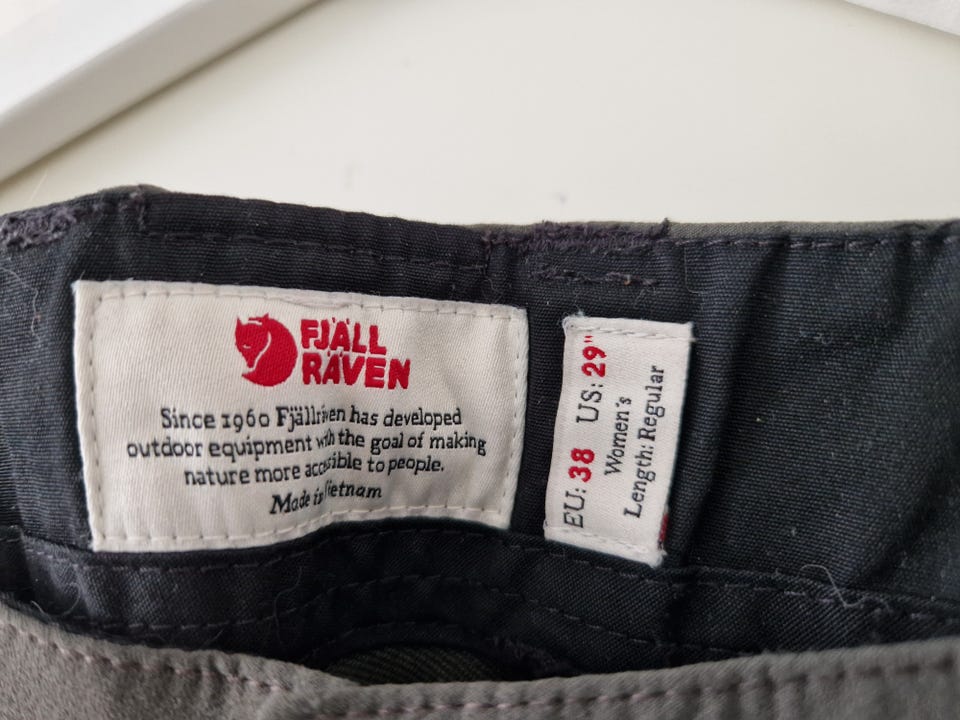 FJÄLL
RÄVEN
Since 1960 Fjällräven has developed
outdoor equipment with the goal of making
nature more accessible to people.
Made in Vietnam
EU: 38 US: 29"
Women's
Length: Regular